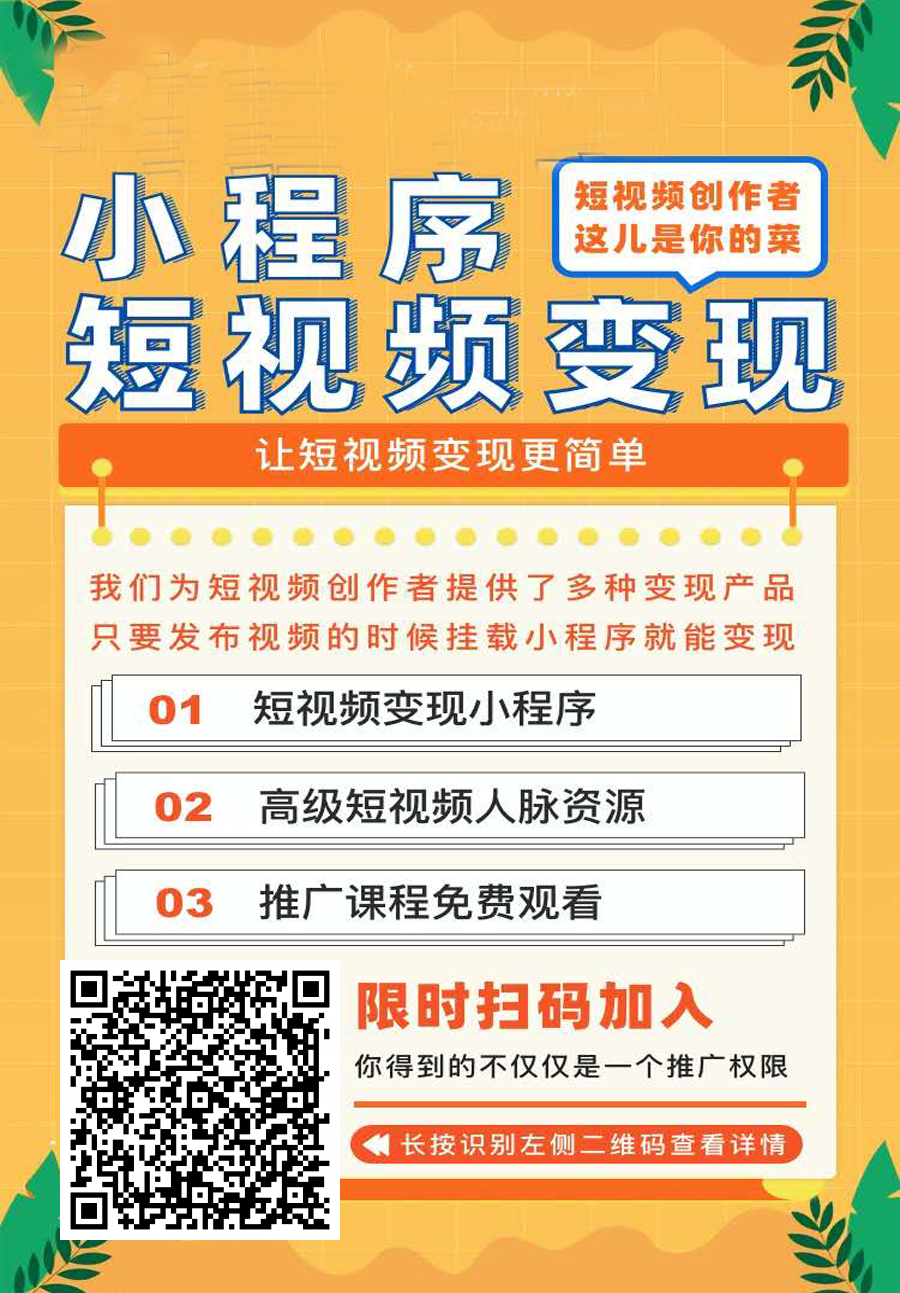 小程序
短视频创作者
这儿是你的菜
短视频变现
让短视频变现更简单
我们为短视频创作者提供了多种变现产品
只要发布视频的时候挂载小程序就能变现
01 短视频变现小程序
02 高级短视频人脉资源
03 推广课程免费观看
限时扫码加入
你得到的不仅仅是一个推广权限
长按识别左侧二维码查看详情